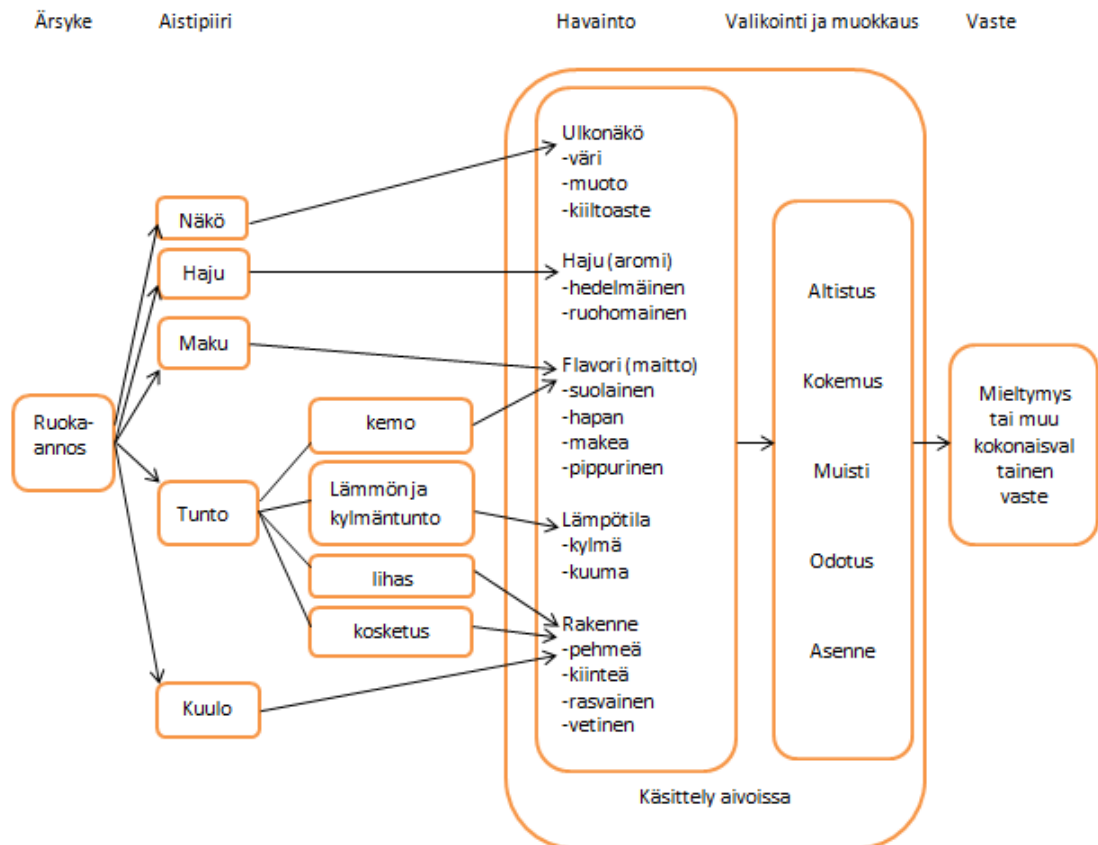 Ärsyke
Aistipiiri
Havainto
Valikointi ja muokkaus
Vaste
Ruoka-
annos
Näkö
Haju
Maku
Tunto
Kuulo
kemo
Lämmön ja
kylmäntunto
lihas
kosketus
Ulkonäkö
-väri
-muoto
-kiiltoaste
Haju (aromi)
-hedelmäinen
-ruohomainen
Flavori (maitto)
-suolainen
-hapan
-makea
-pippurinen
Lämpötila
-kylmä
-kuuma
Rakenne
-pehmeä
-kiinteä
-rasvainen
-vetinen
Altistus
Kokemus
Muisti
Odotus
Asenne
Käsittely aivoissa
Mieltymys
tai muu
kokonaisval
tainen
vaste